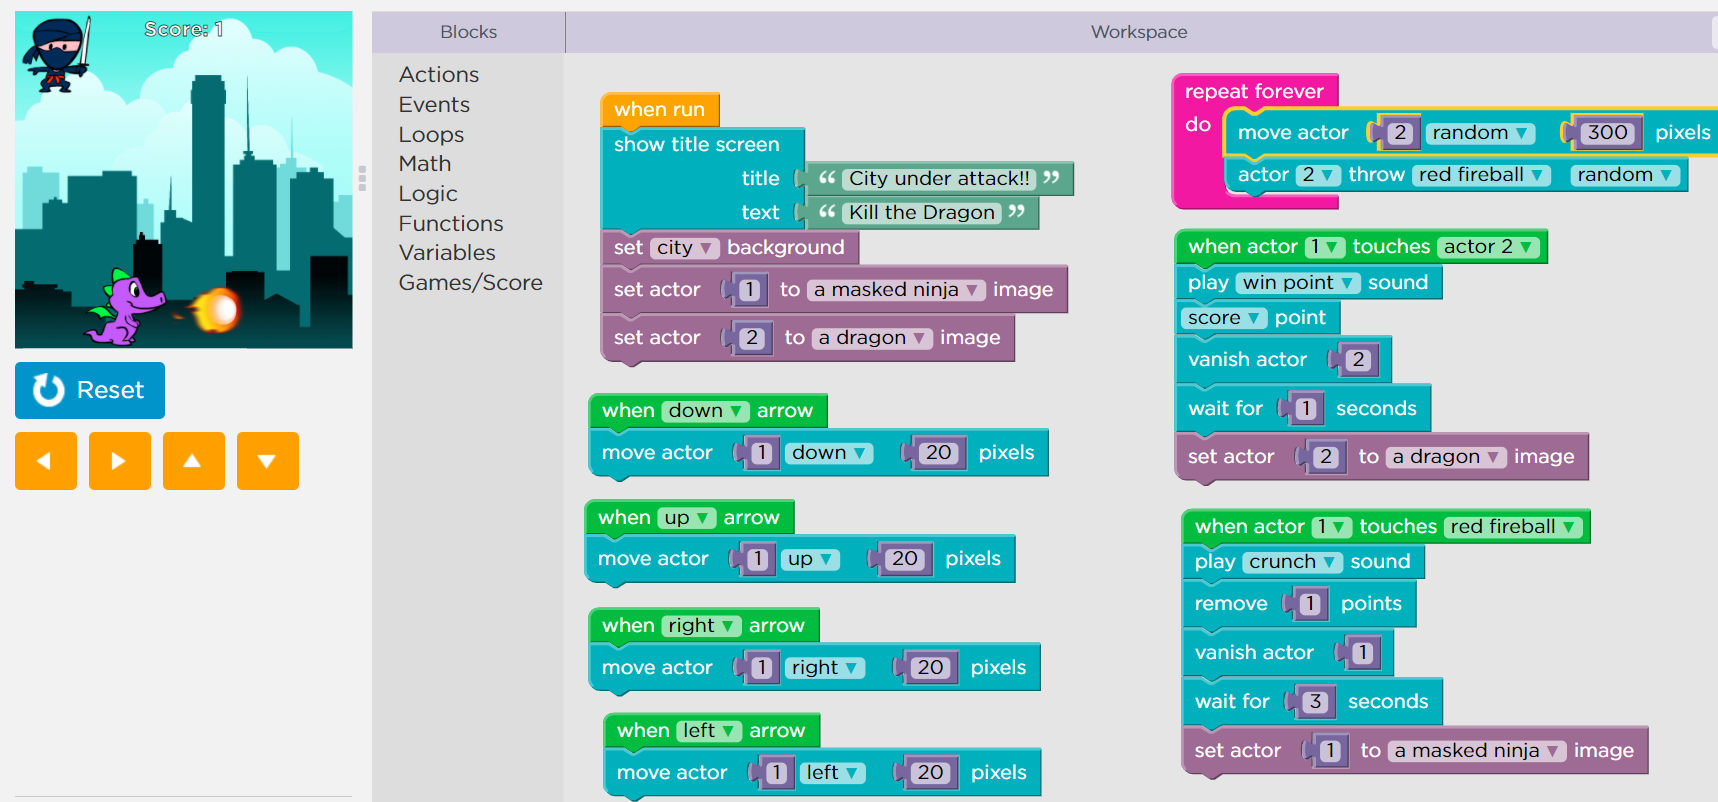 Score: 1
Reset
Blocks
Workspace
Actions
Events
Loops
Math
Logic
Functions
Variables
Games/Score
when run
show title screen
title “ City under attack!! ”
text “ Kill the Dragon ”
set city ▼ background
set actor 1 to a masked ninja ▼ image
set actor 2 to a dragon ▼ image
when down ▼ arrow
move actor 1 down ▼ 20 pixels
when up ▼ arrow
move actor 1 up ▼ 20 pixels
when right ▼ arrow
move actor 1 right ▼ 20 pixels
when left ▼ arrow
move actor 1 left ▼ 20 pixels
repeat forever
do move actor 2 random ▼ 300 pixels
actor 2 ▼ throw red fireball ▼ random ▼
when actor 1 ▼ touches actor 2 ▼
play win point ▼ sound
score ▼ point
vanish actor 2
wait for 1 seconds
set actor 2 to a dragon ▼ image
when actor 1 ▼ touches red fireball ▼
play crunch ▼ sound
remove 1 points
vanish actor 1
wait for 3 seconds
set actor 1 to a masked ninja ▼ image